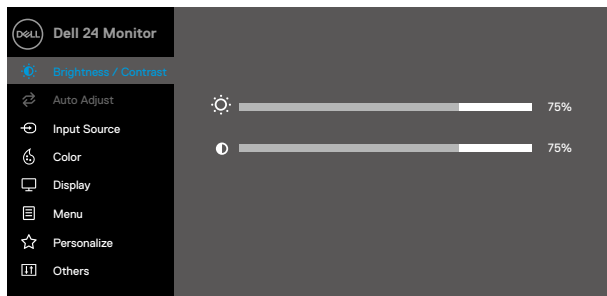 DELL
Dell 24 Monitor
Brightness / Contrast
Auto Adjust
75%
Input Source
75%
Color
Display
Menu
Personalize
Others